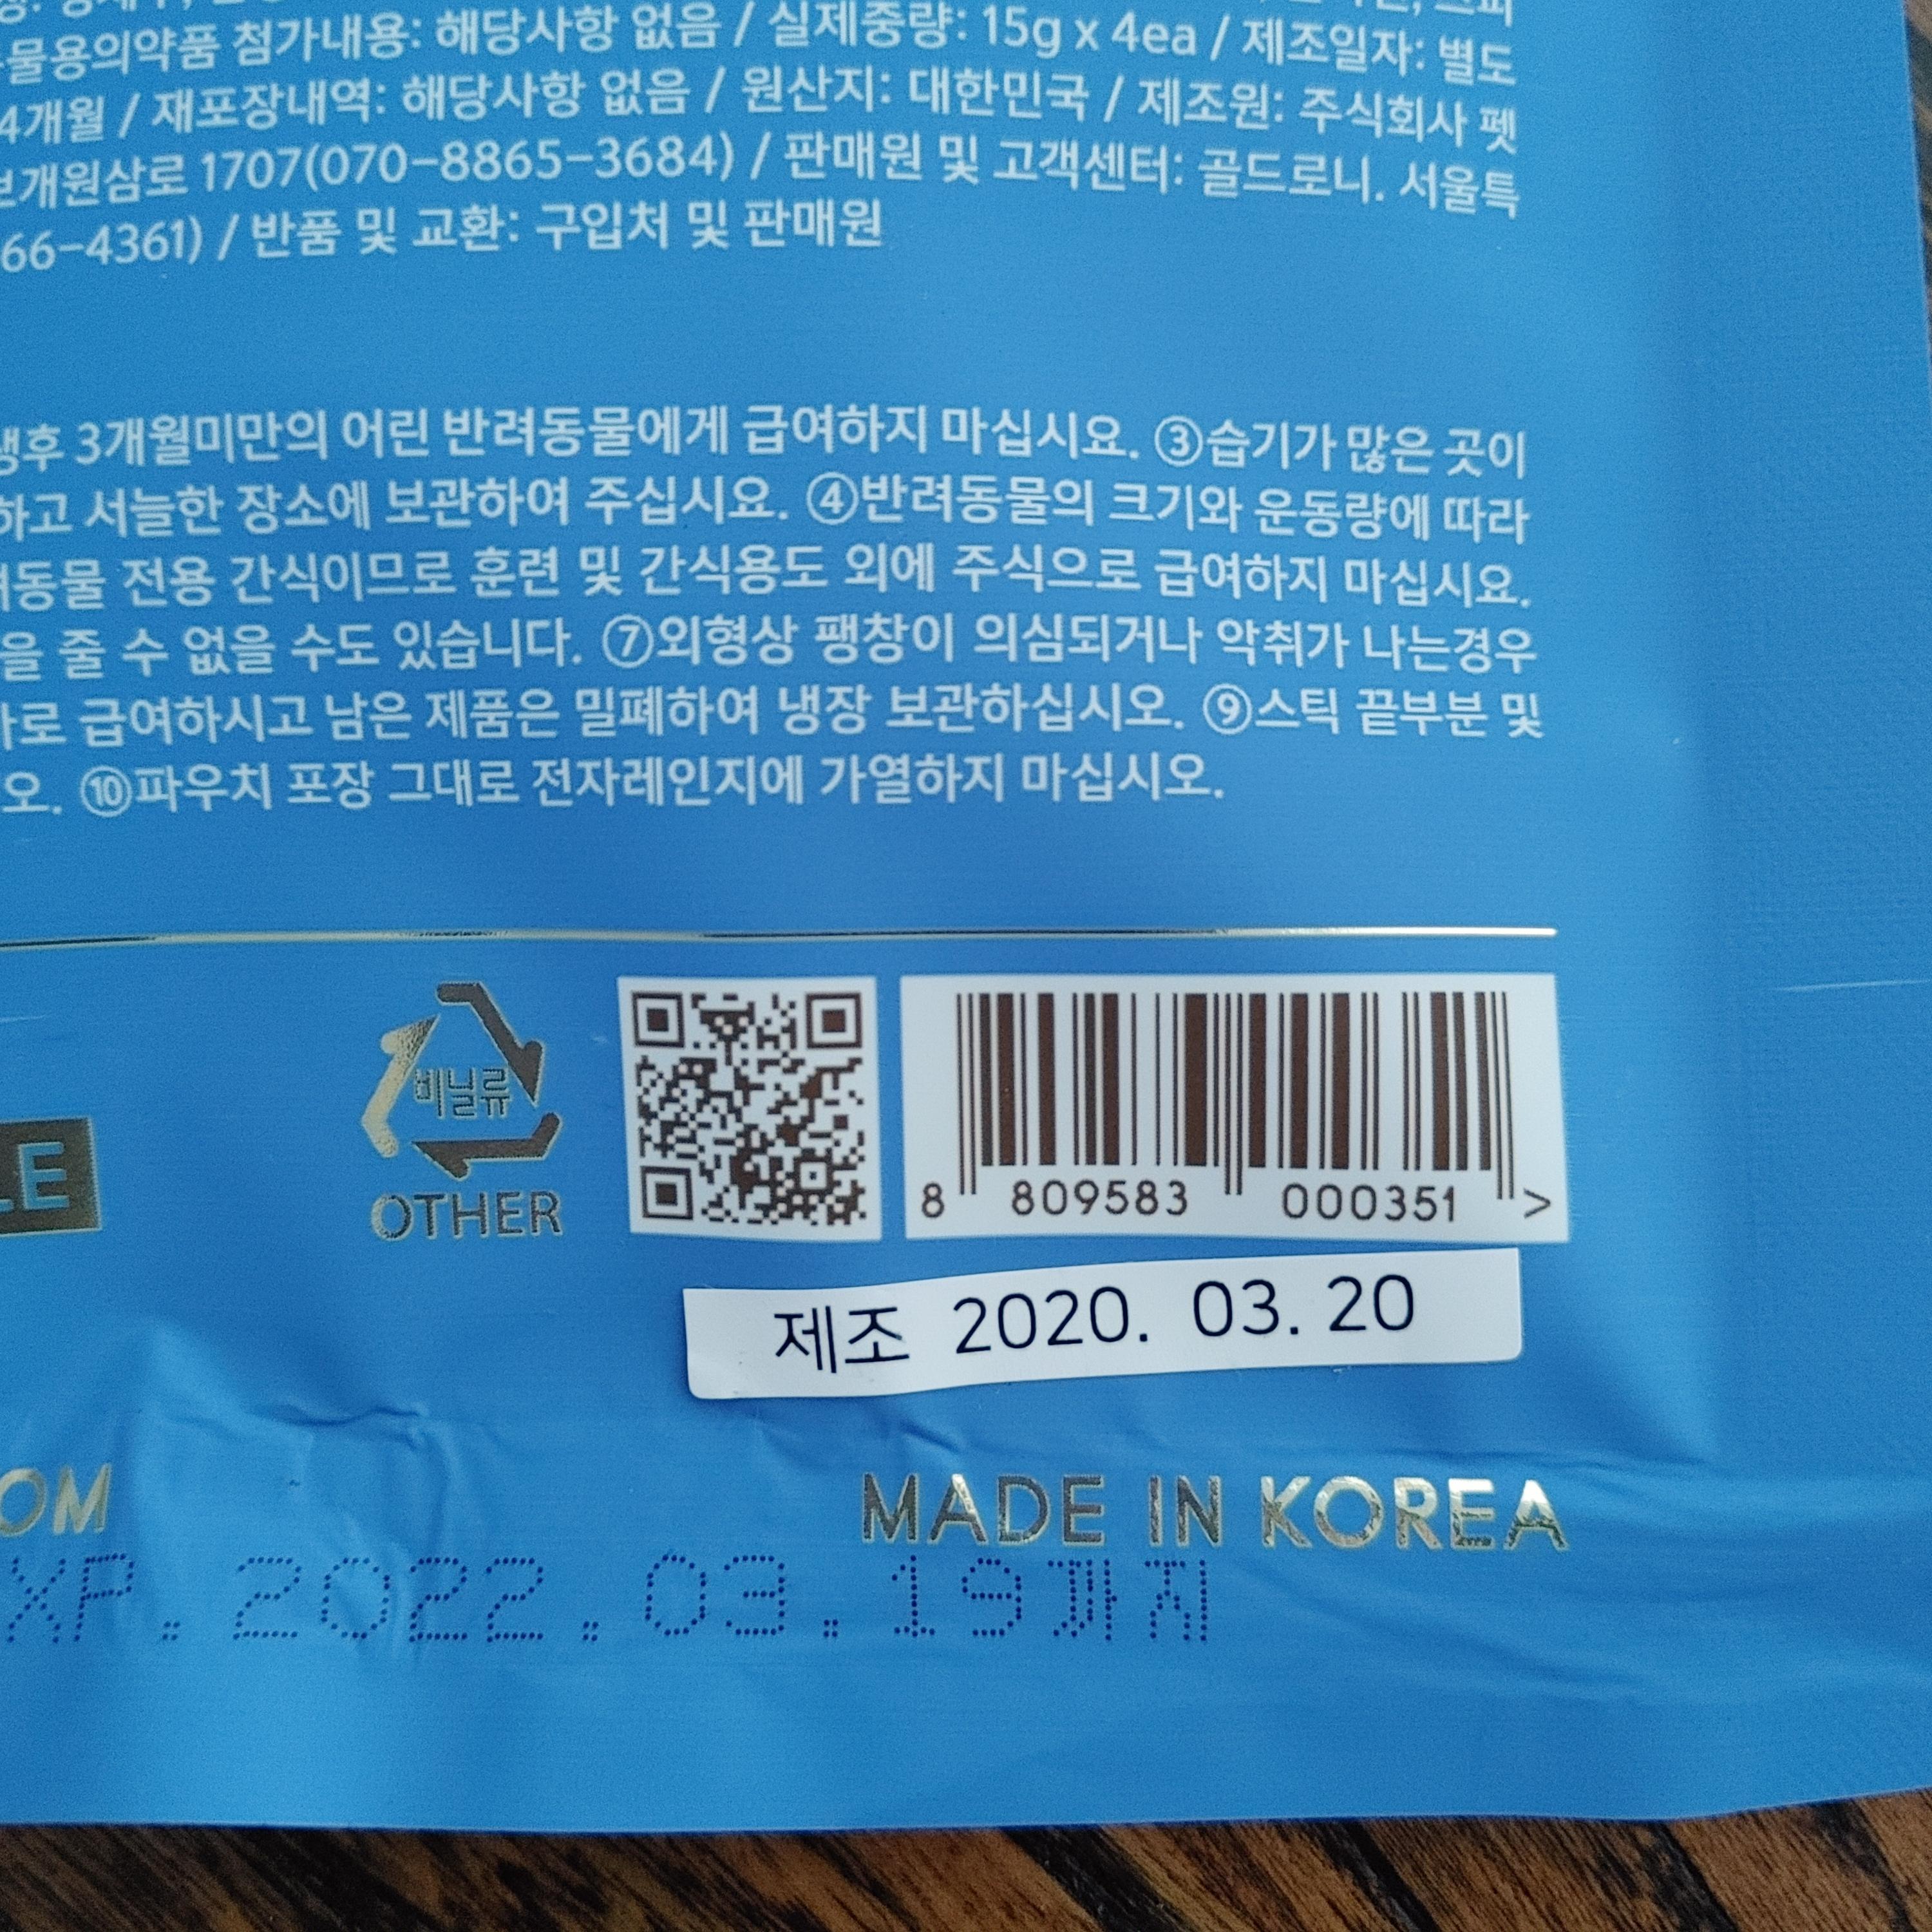 물용의약품 첨가내용: 해당사항 없음 / 실제중량: 15g x 4ea / 제조일자: 별도
4개월 / 재포장내역: 해당사항 없음 / 원산지: 대한민국 / 제조원: 주식회사 펫
보개원삼로 1707(070-8865-3684) / 판매원 및 고객센터: 골드로니. 서울특
66-4361) / 반품 및 교환: 구입처 및 판매원
생후 3개월미만의 어린 반려동물에게 급여하지 마십시요. ③습기가 많은 곳이
하고 서늘한 장소에 보관하여 주십시요. ④반려동물의 크기와 운동량에 따라
려동물 전용 간식이므로 훈련 및 간식용도 외에 주식으로 급여하지 마십시요.
을 줄 수 없을 수도 있습니다. ⑦외형상 팽창이 의심되거나 악취가 나는경우
로 급여하시고 남은 제품은 밀폐하여 냉장 보관하십시오. ⑨스틱 끝부분 및
오. ⑩파우치 포장 그대로 전자레인지에 가열하지 마십시오.
비닐류
OTHER
LE
8 809583 000351 >
제조 2020. 03. 20
OM
MADE IN KOREA
XP. 2022. 03. 19까지